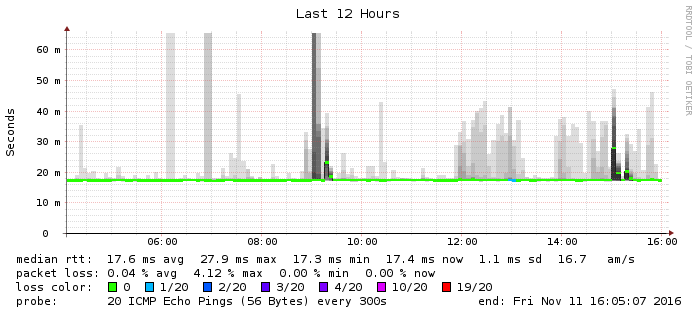 Last 12 Hours
RRDTOOL / TOBI OETIKER
Seconds
60 m
50 m
40 m
30 m
20 m
10 m
0
06:00 08:00 10:00 12:00 14:00 16:00
median rtt: 17.6 ms avg 27.9 ms max 17.3 ms min 17.4 ms now 1.1 ms sd 16.7 am/s
packet loss: 0.04 % avg 4.12 % max 0.00 % min 0.00 % now
loss color: 0 1/20 2/20 3/20 4/20 10/20 19/20
probe: 20 ICMP Echo Pings (56 Bytes) every 300s end: Fri Nov 11 16:05:07 2016